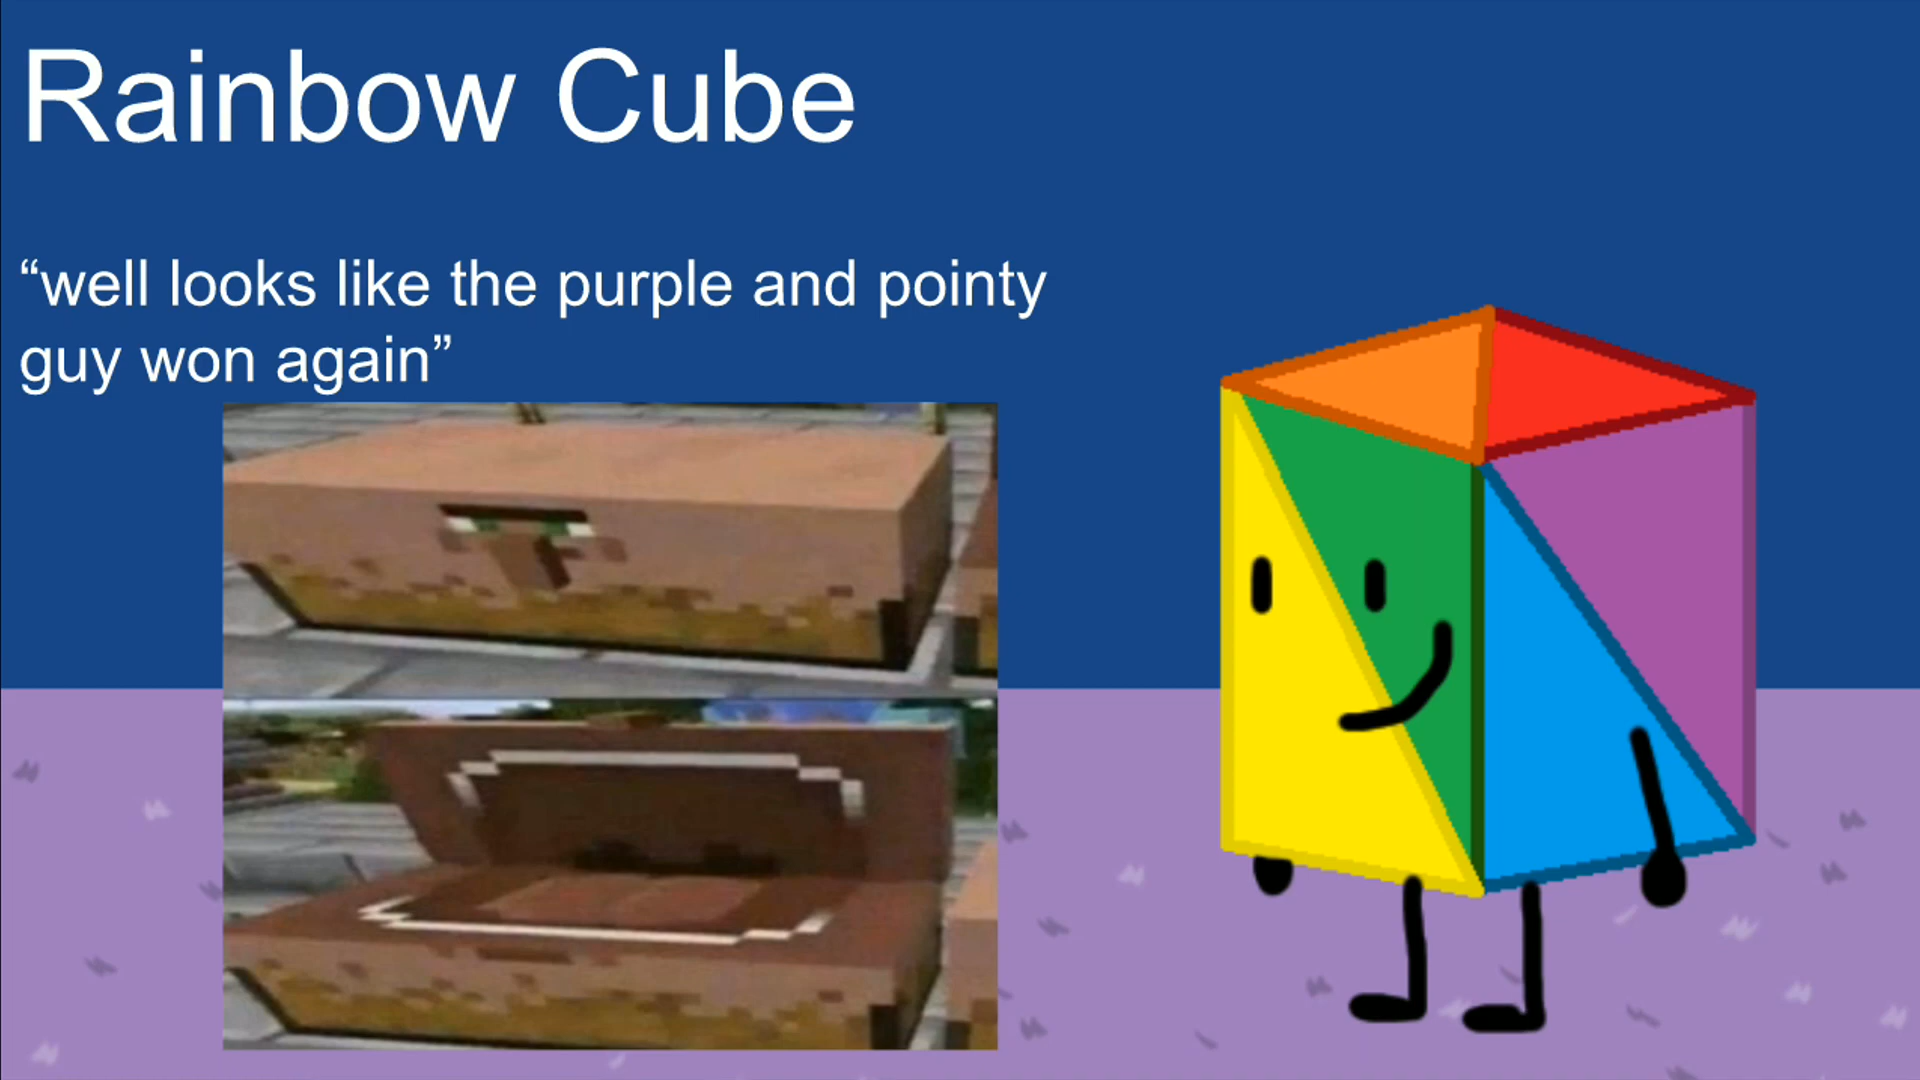 Rainbow Cube
“well looks like the purple and pointy
guy won again”